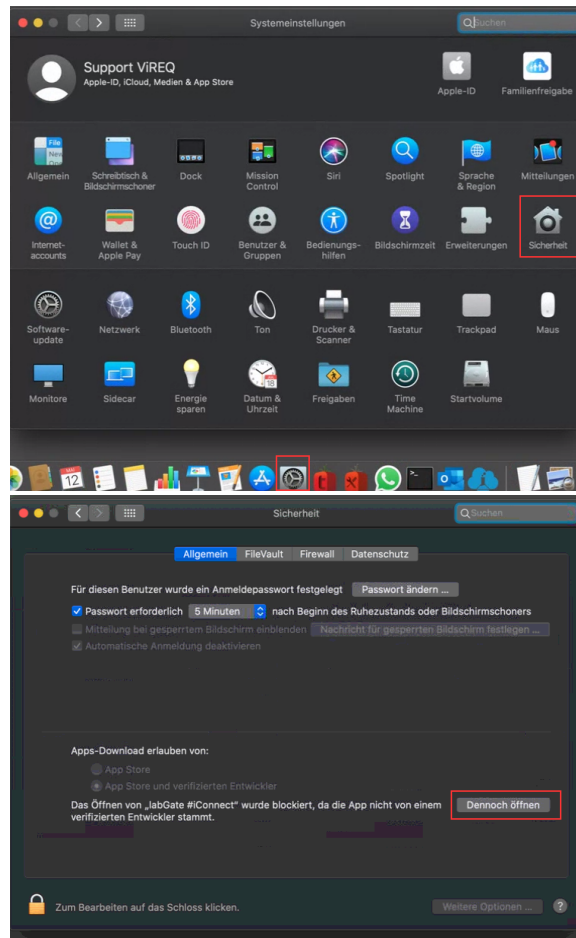 Systemeinstellungen
Suchen
Support ViREQ
Apple-ID, iCloud, Medien & App Store
Apple-ID
Familienfreigabe
File
New
Allgemein
Schreibtisch &
Bildschirmschoner
Dock
Mission
Control
Siri
Spotlight
Sprache
& Region
Mitteilungen
Internet-
accounts
Wallet &
Apple Pay
Touch ID
Benutzer &
Gruppen
Bedienungs-
hilfen
Bildschirmzeit
Erweiterungen
Sicherheit
Software-
update
Netzwerk
Bluetooth
Ton
Drucker &
Scanner
Tastatur
Trackpad
Maus
18
Monitore
Sidecar
Energie
sparen
Datum &
Uhrzeit
Freigaben
Time
Machine
Startvolume
12
Sicherheit
Suchen
Allgemein
FileVault
Firewall
Datenschutz
Für diesen Benutzer wurde ein Anmeldepasswort festgelegt
Passwort ändern ...
Passwort erforderlich
5 Minuten
nach Beginn des Ruhezustands oder Bildschirmschoners
Mitteilung bei gesperrtem Bildschirm einblenden
Nachricht für gesperrten Bildschirm festlegen ...
Automatische Anmeldung deaktivieren
Apps-Download erlauben von:
App Store
App Store und verifizierten Entwickler
Das Öffnen von „labGate #iConnect“ wurde blockiert, da die App nicht von einem
verifizierten Entwickler stammt.
Dennoch öffnen
Zum Bearbeiten auf das Schloss klicken.
Weitere Optionen ...
?